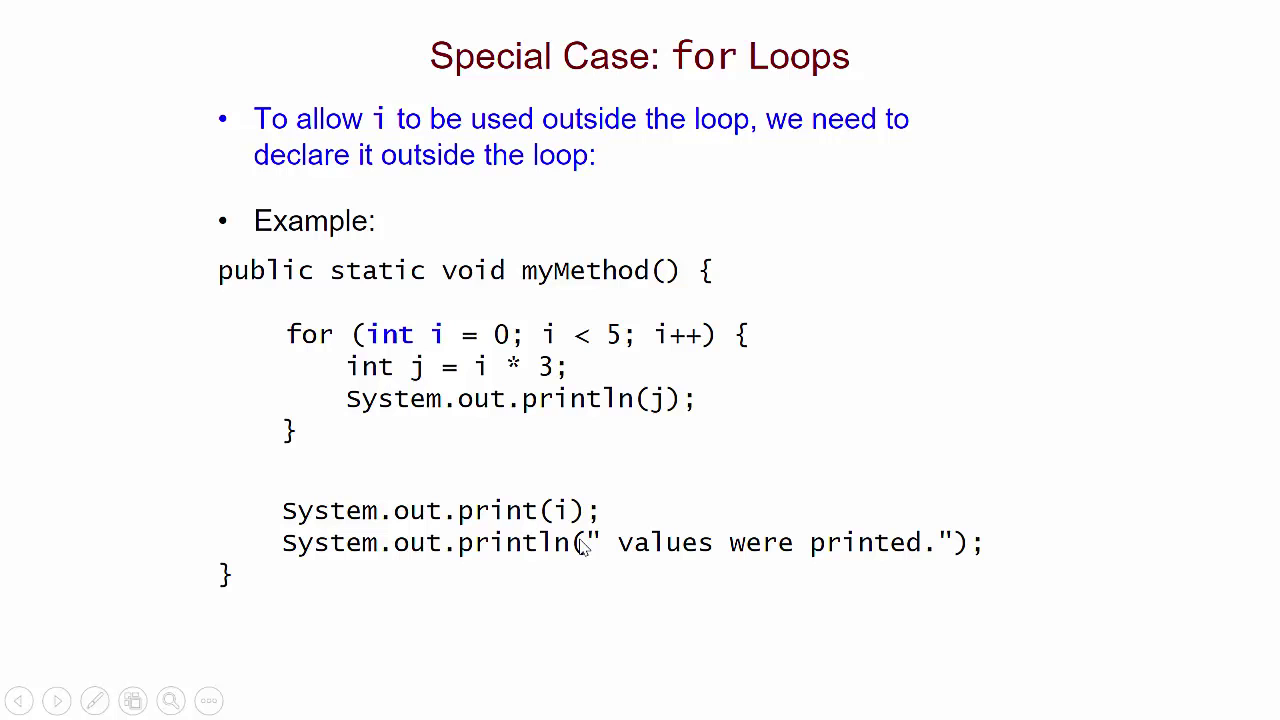 Special Case: for Loops
• To allow i to be used outside the loop, we need to
declare it outside the loop:
• Example:
public static void myMethod() {
for (int i = 0; i < 5; i++) {
int j = i * 3;
System.out.println(j);
}
System.out.print(i);
System.out.println(" values were printed.");
}